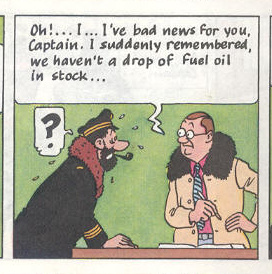 Oh!...I...I've bad news for you,
Captain. I suddenly remembered,
we haven't a drop of fuel oil
in stock...
?